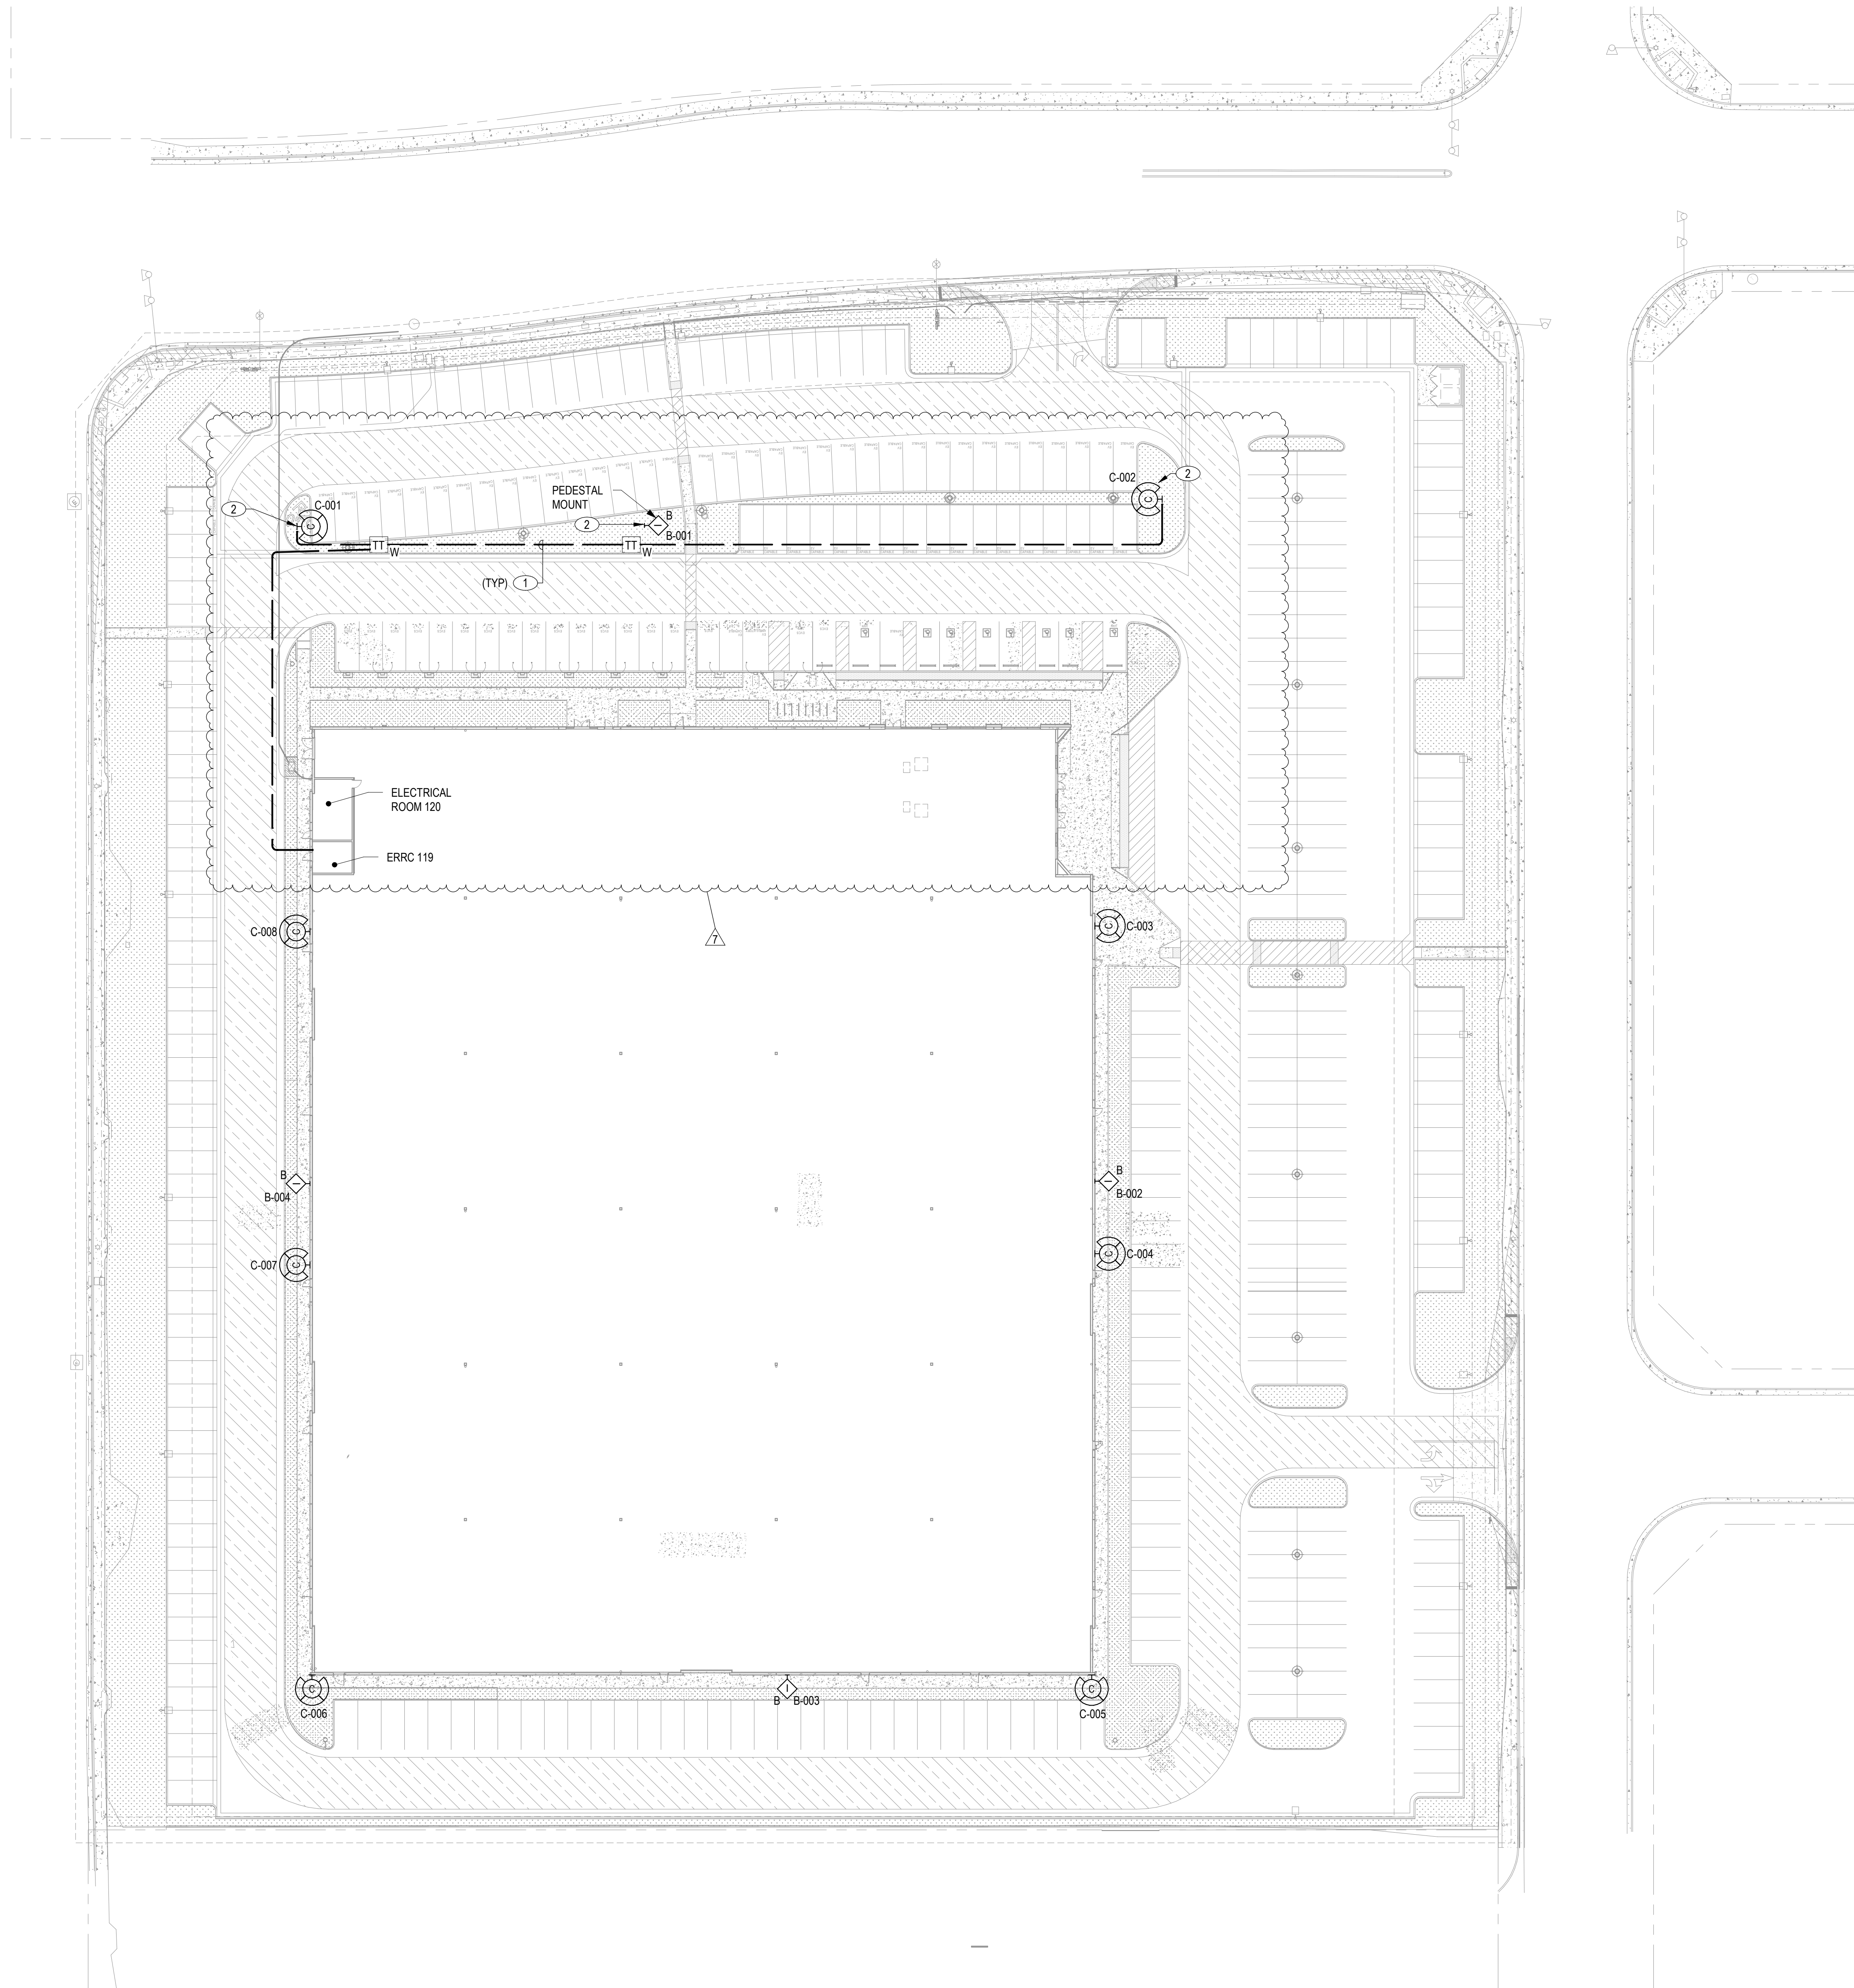 C-002
2
PEDESTAL
MOUNT
C-001
2
B
2
B-001
TT
W
TT
W
(TYP) 1
ELECTRICAL
ROOM 120
ERRC 119
C-008
C-003
7
B
B-004
B
B-002
C-007
C-004
C-006
B
B-003
C-005
C
C
C
C
C
C
C
C